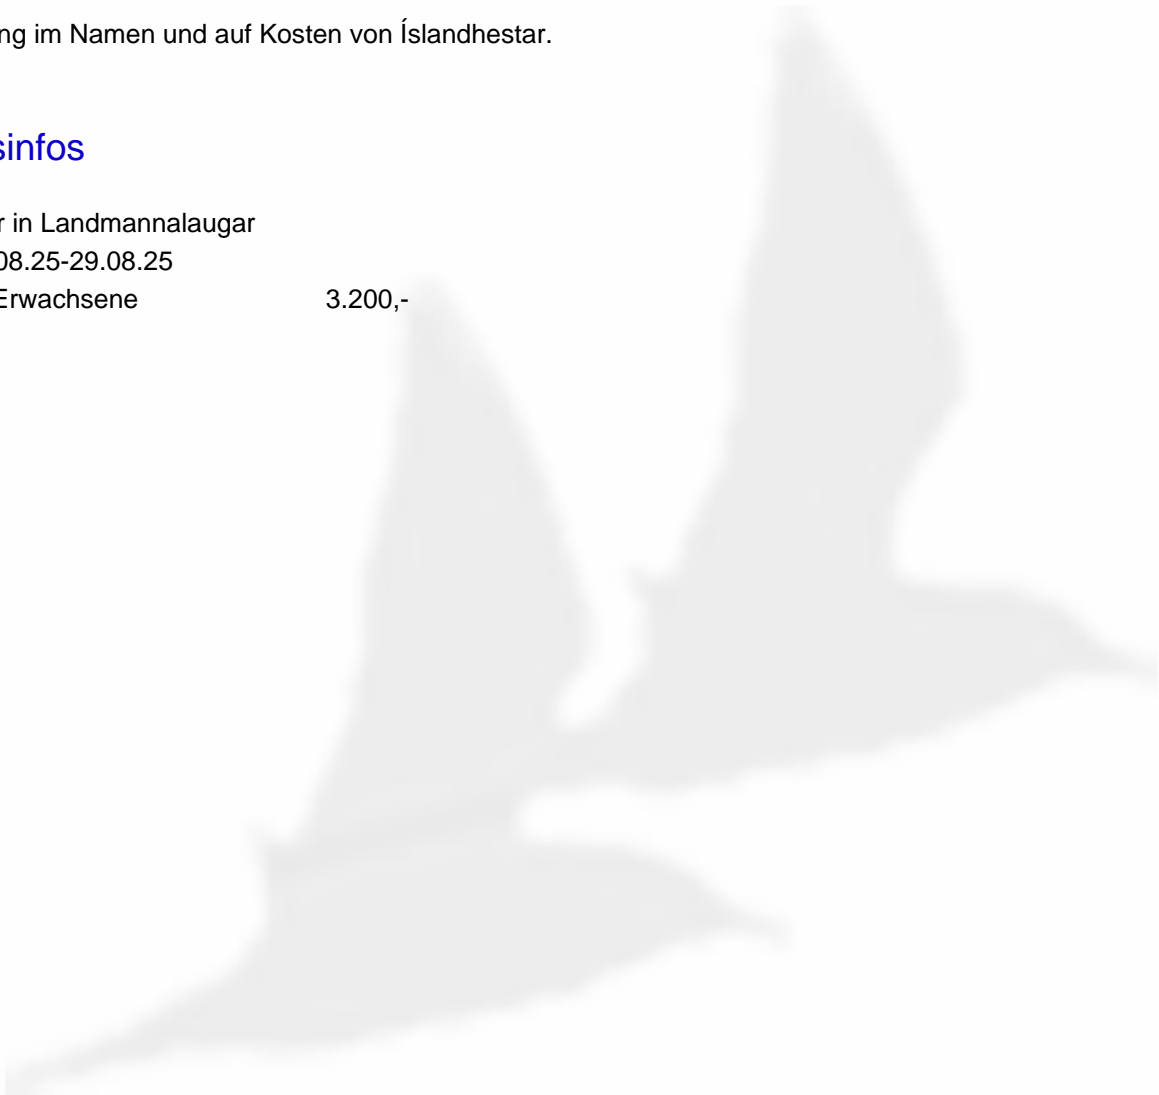 ng im Namen und auf Kosten von Íslandhestar.
sinfos
r in Landmannalaugar
08.25-29.08.25
Erwachsene 3.200,-